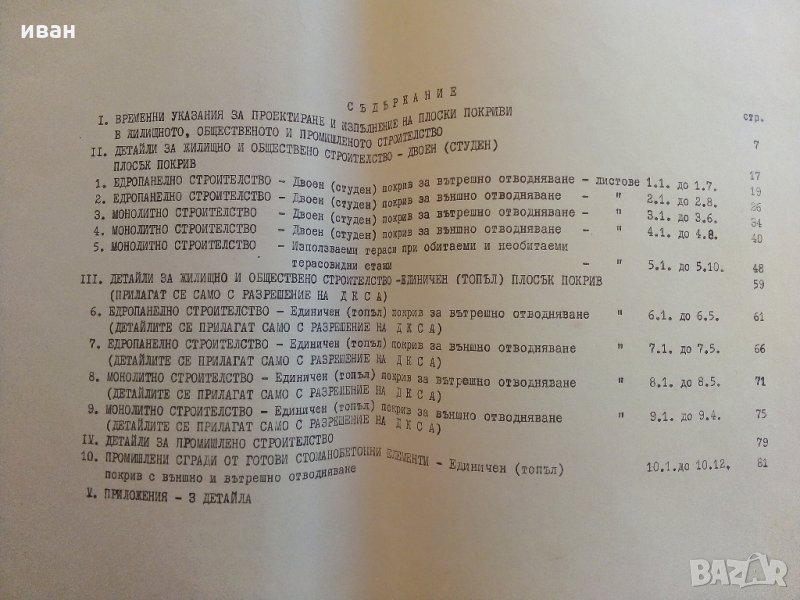 иван
СЪДЪРЖАНИЕ
стр.
I. ВРЕМЕННИ УКАЗАНИЯ ЗА ПРОЕКТИРАНЕ И ИЗПЪЛНЕНИЕ НА ПЛОСКИ ПОКРИВИ
В ЖИЛИЩНОТО, ОБЩЕСТВЕНОТО И ПРОМИШЛЕНОТО СТРОИТЕЛСТВО 7
II. ДЕТАЙЛИ ЗА ЖИЛИЩНО И ОБЩЕСТВЕНО СТРОИТЕЛСТВО - ДВОЕН (СТУДЕН)
ПЛОСЪК ПОКРИВ 17
1. ЕДРОПАНЕЛНО СТРОИТЕЛСТВО - Двоен (студен) покрив за вътрешно отводняване - листове 1.1. до 1.7. 19
2. ЕДРОПАНЕЛНО СТРОИТЕЛСТВО - Двоен (студен) покрив за външно отводняване - " 2.1. до 2.8. 26
3. МОНОЛИТНО СТРОИТЕЛСТВО - Двоен (студен) покрив за вътрешно отводняване - " 3.1. до 3.6. 34
4. МОНОЛИТНО СТРОИТЕЛСТВО - Двоен (студен) покрив за външно отводняване - " 4.1. до 4.8. 40
5. МОНОЛИТНО СТРОИТЕЛСТВО - Използваеми тераси при обитаеми и необитаеми
терасовидни етажи - " 5.1. до 5.10. 48
III. ДЕТАЙЛИ ЗА ЖИЛИЩНО И ОБЩЕСТВЕНО СТРОИТЕЛСТВО -ЕДИНИЧЕН (ТОПЪЛ) ПЛОСЪК ПОКРИВ 59
(ПРИЛАГАТ СЕ САМО С РАЗРЕШЕНИЕ НА ДКСА)
6. ЕДРОПАНЕЛНО СТРОИТЕЛСТВО - Единичен (топъл) покрив за вътрешно отводняване " 6.1. до 6.5. 61
(ДЕТАЙЛИТЕ СЕ ПРИЛАГАТ САМО С РАЗРЕШЕНИЕ НА ДКСА)
7. ЕДРОПАНЕЛНО СТРОИТЕЛСТВО - Единичен (топъл) покрив за външно отводняване " 7.1. до 7.5. 66
(ДЕТАЙЛИТЕ СЕ ПРИЛАГАТ САМО С РАЗРЕШЕНИЕ НА ДКСА)
8. МОНОЛИТНО СТРОИТЕЛСТВО - Единичен (топъл) покрив за вътрешно отводняване " 8.1. до 8.5. 71
(ДЕТАЙЛИТЕ СЕ ПРИЛАГАТ САМО С РАЗРЕШЕНИЕ НА ДКСА)
9. МОНОЛИТНО СТРОИТЕЛСТВО - Единичен (топъл) покрив за външно отводняване " 9.1. до 9.4. 75
(ДЕТАЙЛИТЕ СЕ ПРИЛАГАТ САМО С РАЗРЕШЕНИЕ НА ДКСА)
IV. ДЕТАЙЛИ ЗА ПРОМИШЛЕНО СТРОИТЕЛСТВО 79
10. ПРОМИШЛЕНИ СГРАДИ ОТ ГОТОВИ СТОМАНОБЕТОННИ ЕЛЕМЕНТИ - Единичен (топъл) 10.1.до 10.12. 81
покрив с външно и вътрешно отводняване
V. ПРИЛОЖЕНИЯ - 3 ДЕТАЙЛА
BAZAR